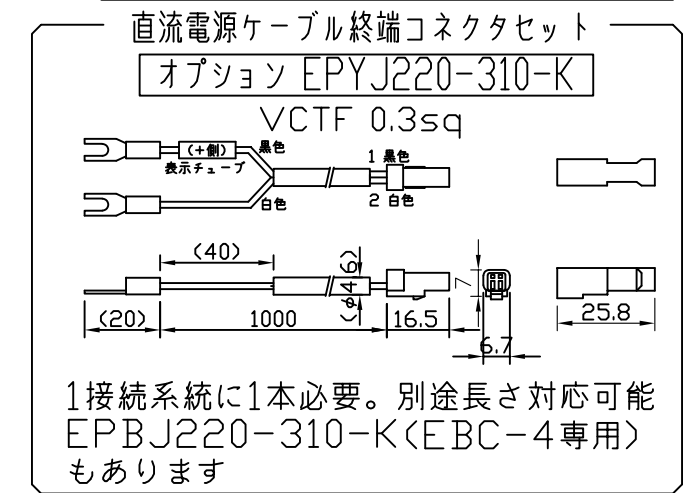 直流電源ケーブル終端コネクタセット
オプション EPYJ220-310-K
VCTF 0.3sq
(+側)
黒色
表示チューブ
白色
1 黒色
2 白色
(40)
(φ4.6)
7
(20)
1000
16.5
6.7
25.8
1接続系統に1本必要。別途長さ対応可能
EPBJ220-310-K(EBC-4専用)
もあります